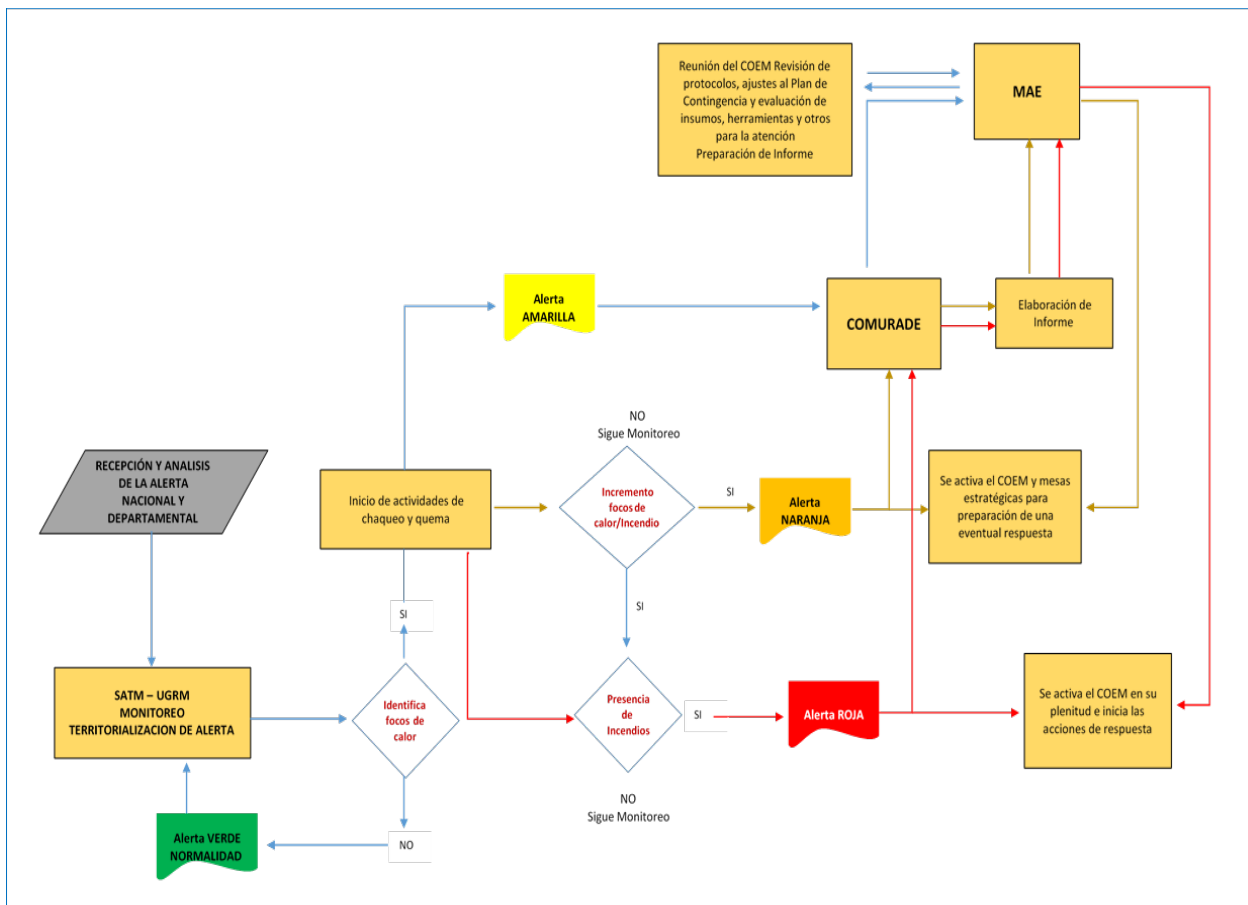 Reunión del COEM Revisión de
protocolos, ajustes al Plan de
Contingencia y evaluación de
insumos, herramientas y otros
para la atención
Preparación de Informe
MAE
Alerta
AMARILLA
COMURADE
Elaboración de
Informe
NO
Sigue Monitoreo
RECEPCIÓN Y ANALISIS
DE LA ALERTA
NACIONAL Y
DEPARTAMENTAL
Inicio de actividades de
chaqueo y quema
Incremento
focos de
calor/Incendio
SI
Alerta
NARANJA
Se activa el COEM y mesas
estratégicas para
preparación de una
eventual respuesta
SI
SI
SATM – UGRM
MONITOREO
TERRITORIALIZACION DE ALERTA
Identifica
focos de
calor
Presencia
de
Incendios
SI
Alerta ROJA
Se activa el COEM en su
plenitud e inicia las
acciones de respuesta
NO
Sigue Monitoreo
Alerta VERDE
NORMALIDAD
NO